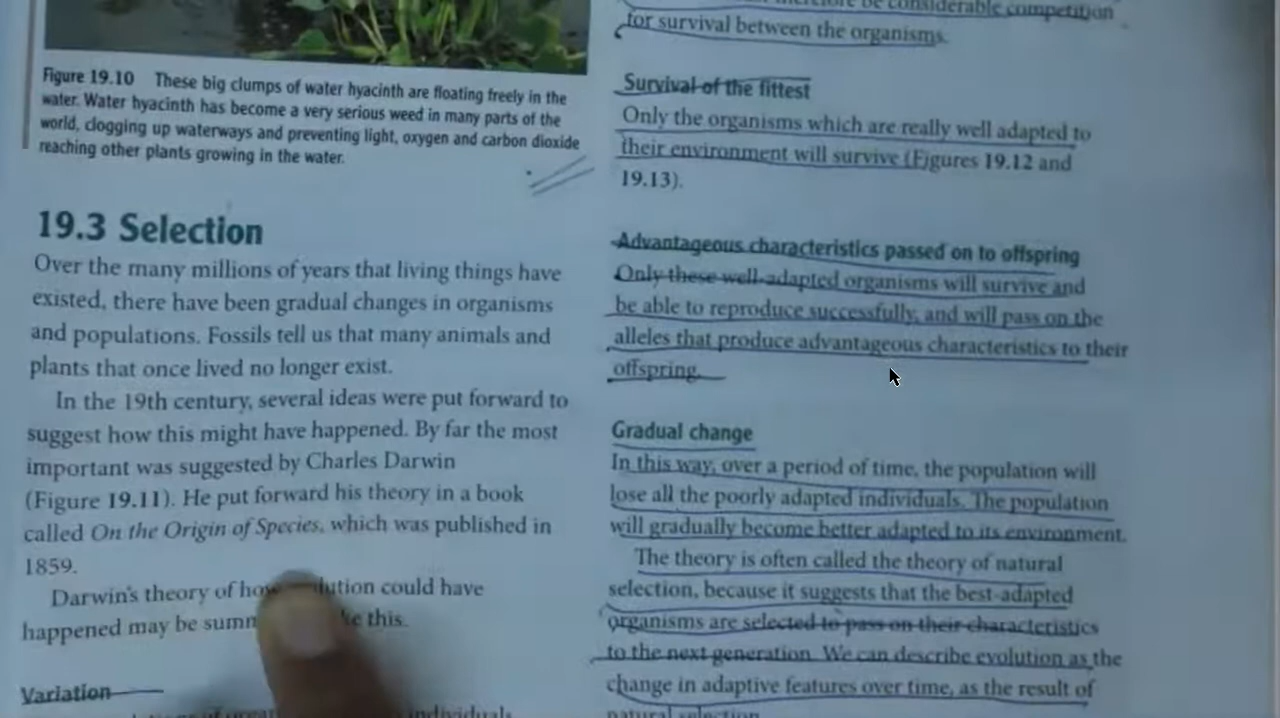 Figure 19.10 These big clumps of water hyacinth are floating freely in the
water. Water hyacinth has become a very serious weed in many parts of the
world, clogging up waterways and preventing light, oxygen and carbon dioxide
reaching other plants growing in the water.
19.3 Selection
Over the many millions of years that living things have
existed, there have been gradual changes in organisms
and populations. Fossils tell us that many animals and
plants that once lived no longer exist.
In the 19th century, several ideas were put forward to
suggest how this might have happened. By far the most
important was suggested by Charles Darwin
(Figure 19.11). He put forward his theory in a book
called On the Origin of Species, which was published in
1859.
Darwin's theory of how could have
happened may be this.
Variation
individuals
be considerable competition
for survival between the organisms.
Survival of the fittest
Only the organisms which are really well adapted to
their environment will survive (Figures 19.12 and
19.13).
Advantageous characteristics passed on to offspring
Only these well-adapted organisms will survive and
be able to reproduce successfully, and will pass on the
alleles that produce advantageous characteristics to their
offspring.
Gradual change
In this way, over a period of time, the population will
lose all the poorly adapted individuals. The population
will gradually become better adapted to its environment.
The theory is often called the theory of natural
selection, because it suggests that the best-adapted
organisms are selected to pass on their characteristics
to the next generation. We can describe evolution as the
change in adaptive features over time, as the result of
natural selection.